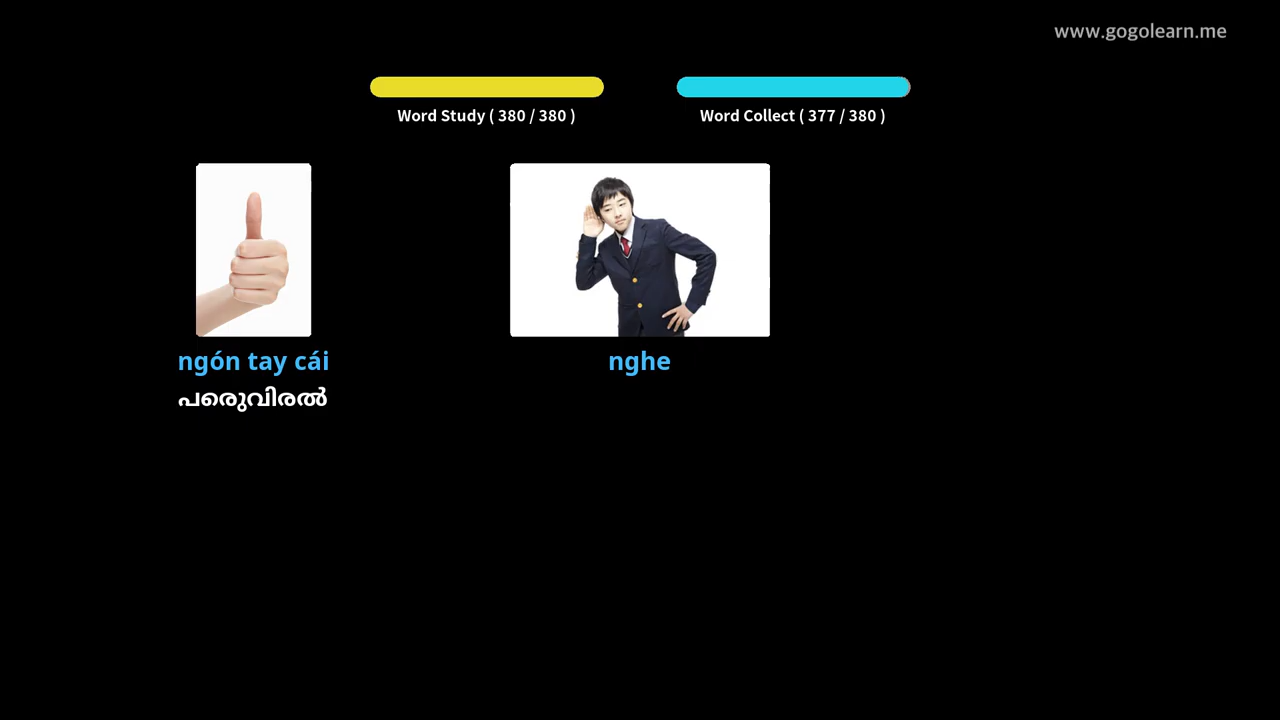 www.gogolearn.me
Word Study ( 380 / 380 )
Word Collect ( 377 / 380 )
ngón tay cái
nghe
പെരുവിരൽ